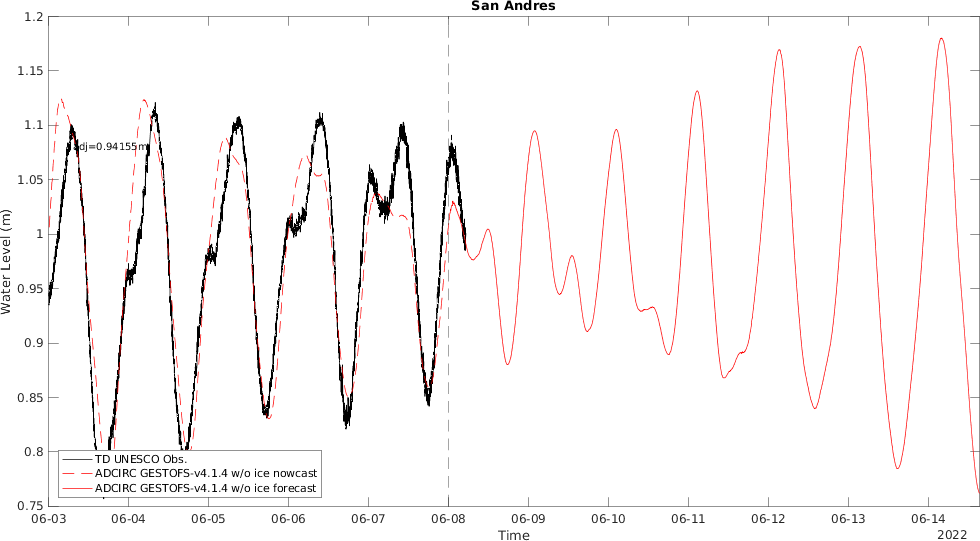 San Andres
1.2
1.15
1.1
1.05
1
0.95
0.9
0.85
0.8
0.75
Water Level (m)
adj=0.94155m
TD UNESCO Obs.
ADCIRC GESTOFS-v4.1.4 w/o ice nowcast
ADCIRC GESTOFS-v4.1.4 w/o ice forecast
06-03 06-04 06-05 06-06 06-07 06-08 06-09 06-10 06-11 06-12 06-13 06-14
Time
2022